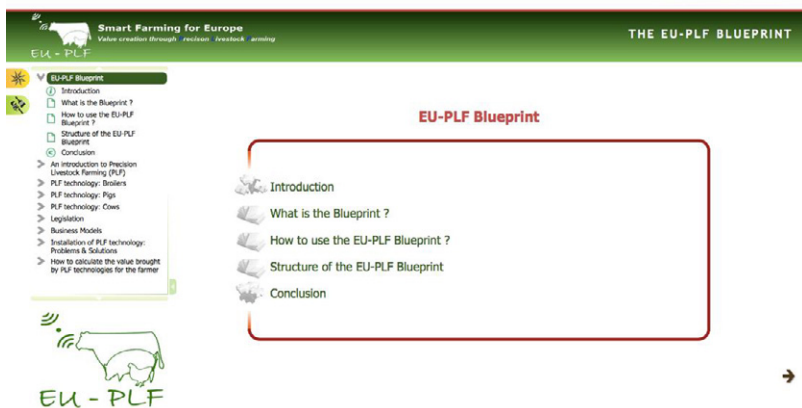 Smart Farming for Europe
Value creation through Precision Livestock Farming
EU - PLF
THE EU-PLF BLUEPRINT
EU-PLF Blueprint
Introduction
What is the Blueprint ?
How to use the EU-PLF
Blueprint ?
Structure of the EU-PLF
Blueprint
Conclusion
An introduction to Precision
Livestock Farming (PLF)
PLF technology: Broilers
PLF technology: Pigs
PLF technology: Cows
Legislation
Business Models
Installation of PLF technology:
Problems & Solutions
How to calculate the value brought
by PLF technologies for the farmer
EU - PLF
EU-PLF Blueprint
Introduction
What is the Blueprint ?
How to use the EU-PLF Blueprint ?
Structure of the EU-PLF Blueprint
Conclusion